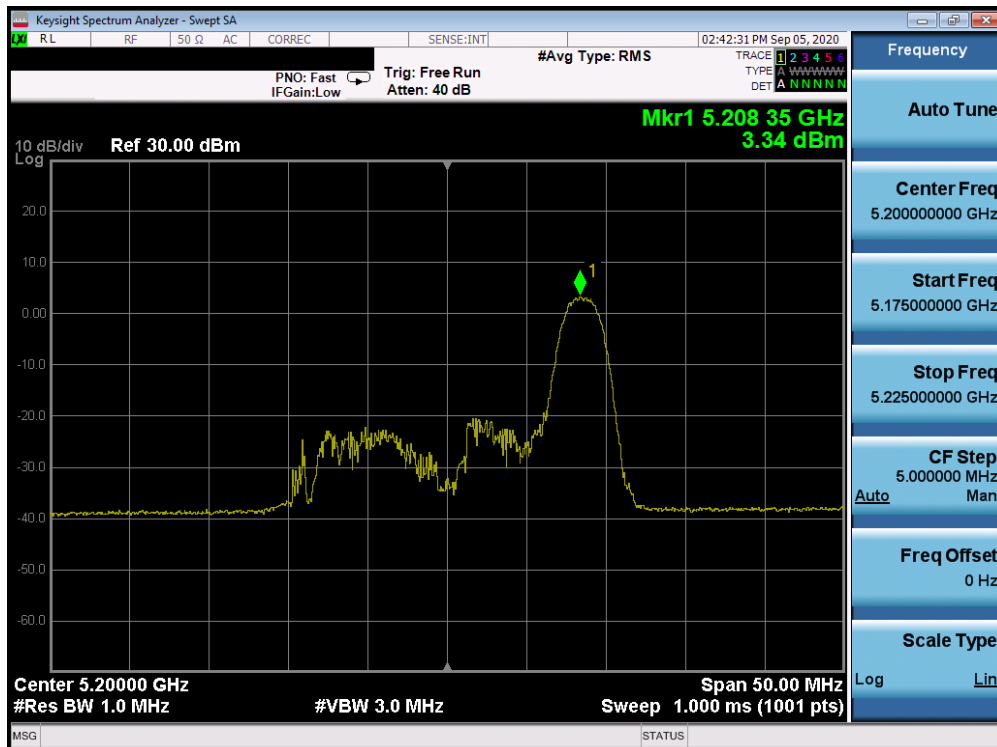 Keysight Spectrum Analyzer - Swept SA
LXI RL RF 50 Ω AC CORREC SENSE:INT 02:42:31 PM Sep 05, 2020
PNO: Fast
IFGain:Low
Trig: Free Run
Atten: 40 dB
#Avg Type: RMS
TRACE 1 2 3 4 5 6
TYPE A WWWWW
DET A N N N N N
Mkr1 5.208 35 GHz
3.34 dBm
10 dB/div Ref 30.00 dBm
Log
20.0
10.0
0.00
-10.0
-20.0
-30.0
-40.0
-50.0
-60.0
1
Center 5.20000 GHz Span 50.00 MHz
#Res BW 1.0 MHz #VBW 3.0 MHz Sweep 1.000 ms (1001 pts)
MSG STATUS
Frequency
Auto Tune
Center Freq
5.200000000 GHz
Start Freq
5.175000000 GHz
Stop Freq
5.225000000 GHz
CF Step
5.000000 MHz
Auto Man
Freq Offset
0 Hz
Scale Type
Log Lin